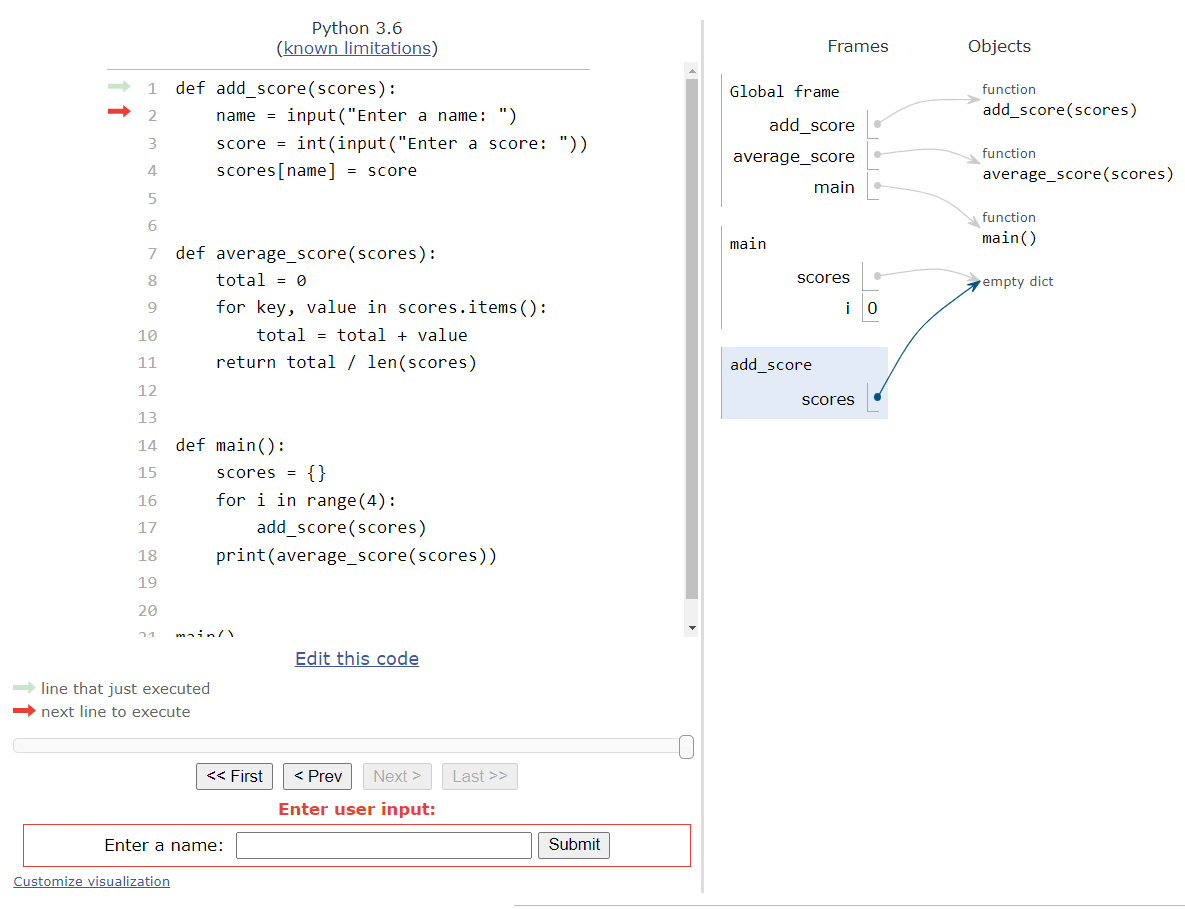 Python 3.6
(known limitations)
1 def add_score(scores):
2     name = input("Enter a name: ")
3     score = int(input("Enter a score: "))
4     scores[name] = score
5
6
7 def average_score(scores):
8     total = 0
9     for key, value in scores.items():
10         total = total + value
11     return total / len(scores)
12
13
14 def main():
15     scores = {}
16     for i in range(4):
17         add_score(scores)
18     print(average_score(scores))
19
20
21 main()
Edit this code
line that just executed
next line to execute
<< First < Prev Next > Last >>
Enter user input:
Enter a name: Submit
Customize visualization
Frames Objects
Global frame
add_score
average_score
main
function
add_score(scores)
function
average_score(scores)
function
main()
main
scores
i 0
empty dict
add_score
scores